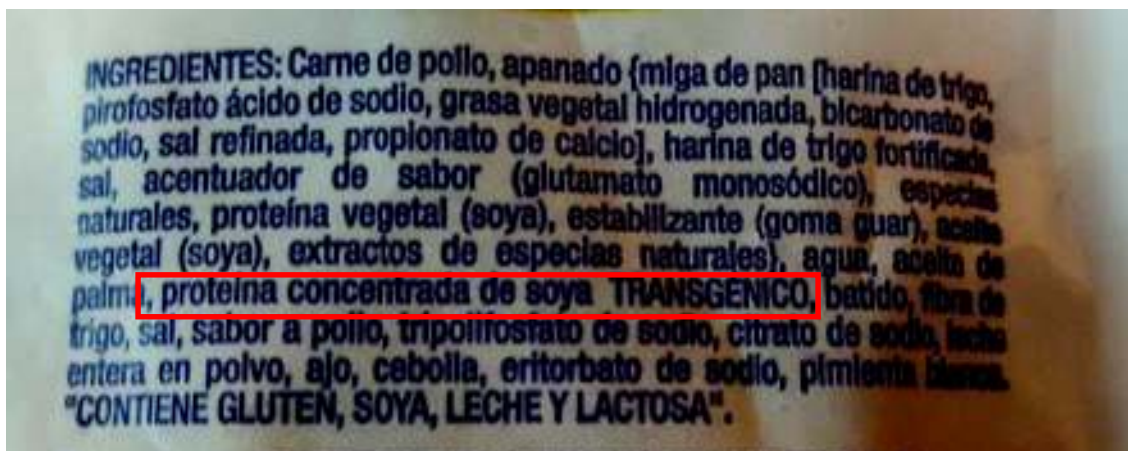 INGREDIENTES: Carne de pollo, apanado {miga de pan [harina de trigo,
pirofosfato ácido de sodio, grasa vegetal hidrogenada, bicarbonato de
sodio, sal refinada, propionato de calcio], harina de trigo fortificada,
sal, acentuador de sabor (glutamato monosódico), especias
naturales, proteína vegetal (soya), estabilizante (goma guar), aceite
vegetal (soya), extractos de especias naturales}, agua, aceite de
palma, proteína concentrada de soya TRANSGENICO, batido, fibra de
trigo, sal, sabor a pollo, tripolifosfato de sodio, citrato de sodio, leche
entera en polvo, ajo, cebolla, eritorbato de sodio, pimienta blanca.
"CONTIENE GLUTEN, SOYA, LECHE Y LACTOSA".